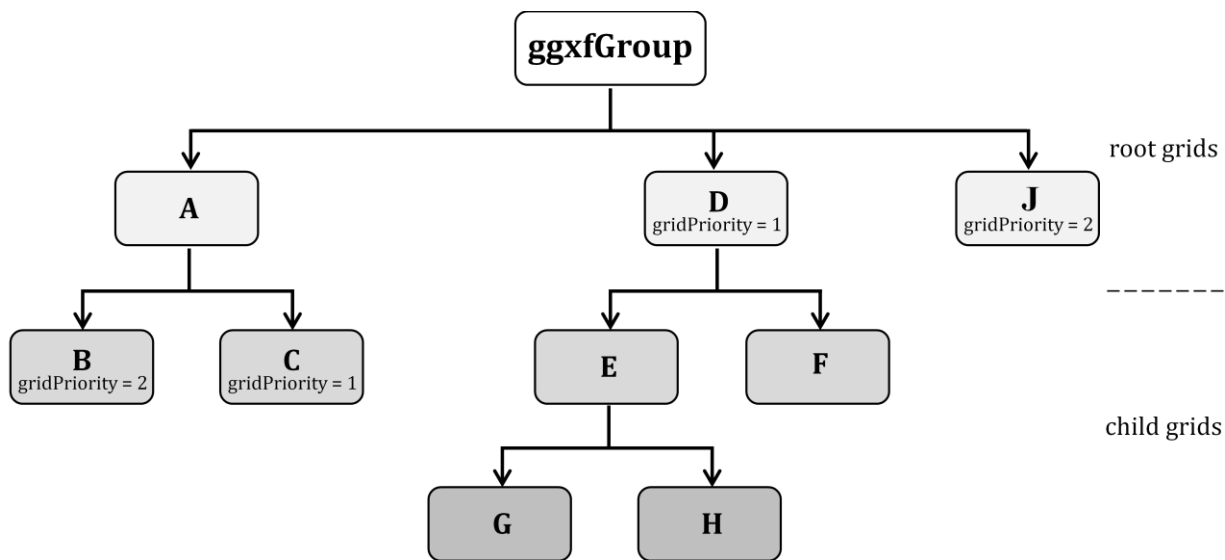 ggxfGroup
root grids
A
D
gridPriority = 1
J
gridPriority = 2
B
gridPriority = 2
C
gridPriority = 1
E
F
child grids
G
H